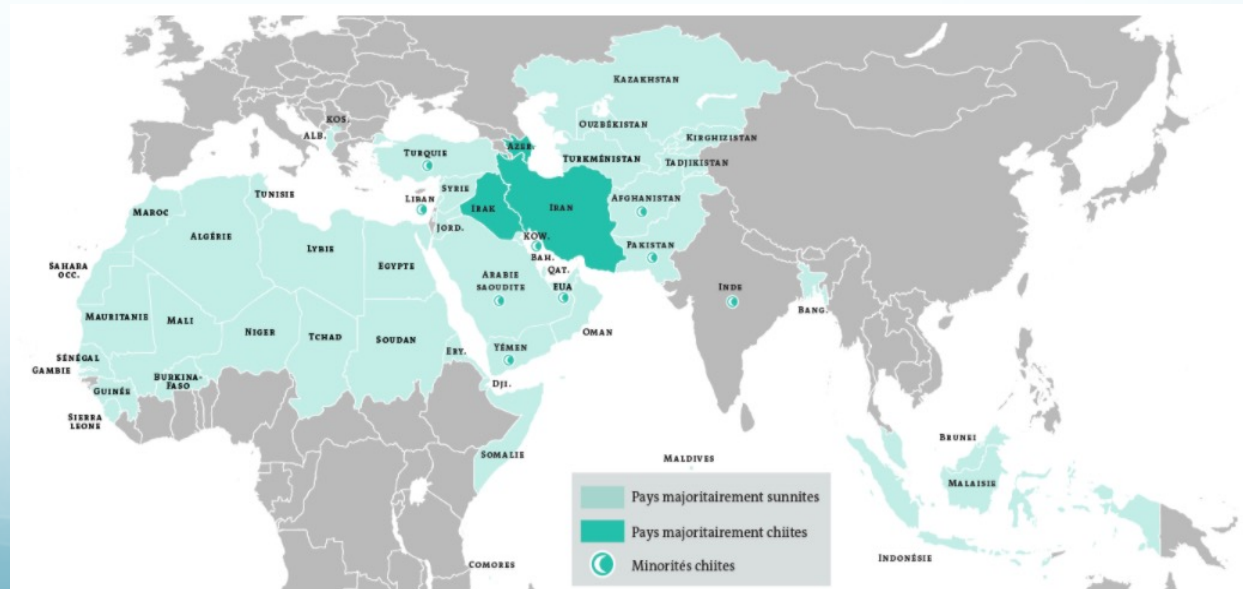 KAZAKHSTAN
KOS.
OUZBÉKISTAN
ALB.
KIRGHIZISTAN
AZER.
TURQUIE
TURKMÉNISTAN
TADJIKISTAN
SYRIE
TUNISIE
LIBAN
AFGHANISTAN
IRAK
IRAN
MAROC
JORD.
ALGÉRIE
KOW.
PAKISTAN
LYBIE
BAH.
EGYPTE
SAHARA
OCC.
QAT.
ARABIE
SAOUDITE
EUA
INDE
MAURITANIE
MALI
BANG.
NIGER
TCHAD
SOUDAN
OMAN
ERY.
YÉMEN
SÉNÉGAL
GAMBIE
BURKINA-
FASO
DJI.
GUINÉE
SIERRA
LEONE
BRUNEI
SOMALIE
MALDIVES
MALAISIE
INDONÉSIE
COMORES
Pays majoritairement sunnites
Pays majoritairement chiites
Minorités chiites